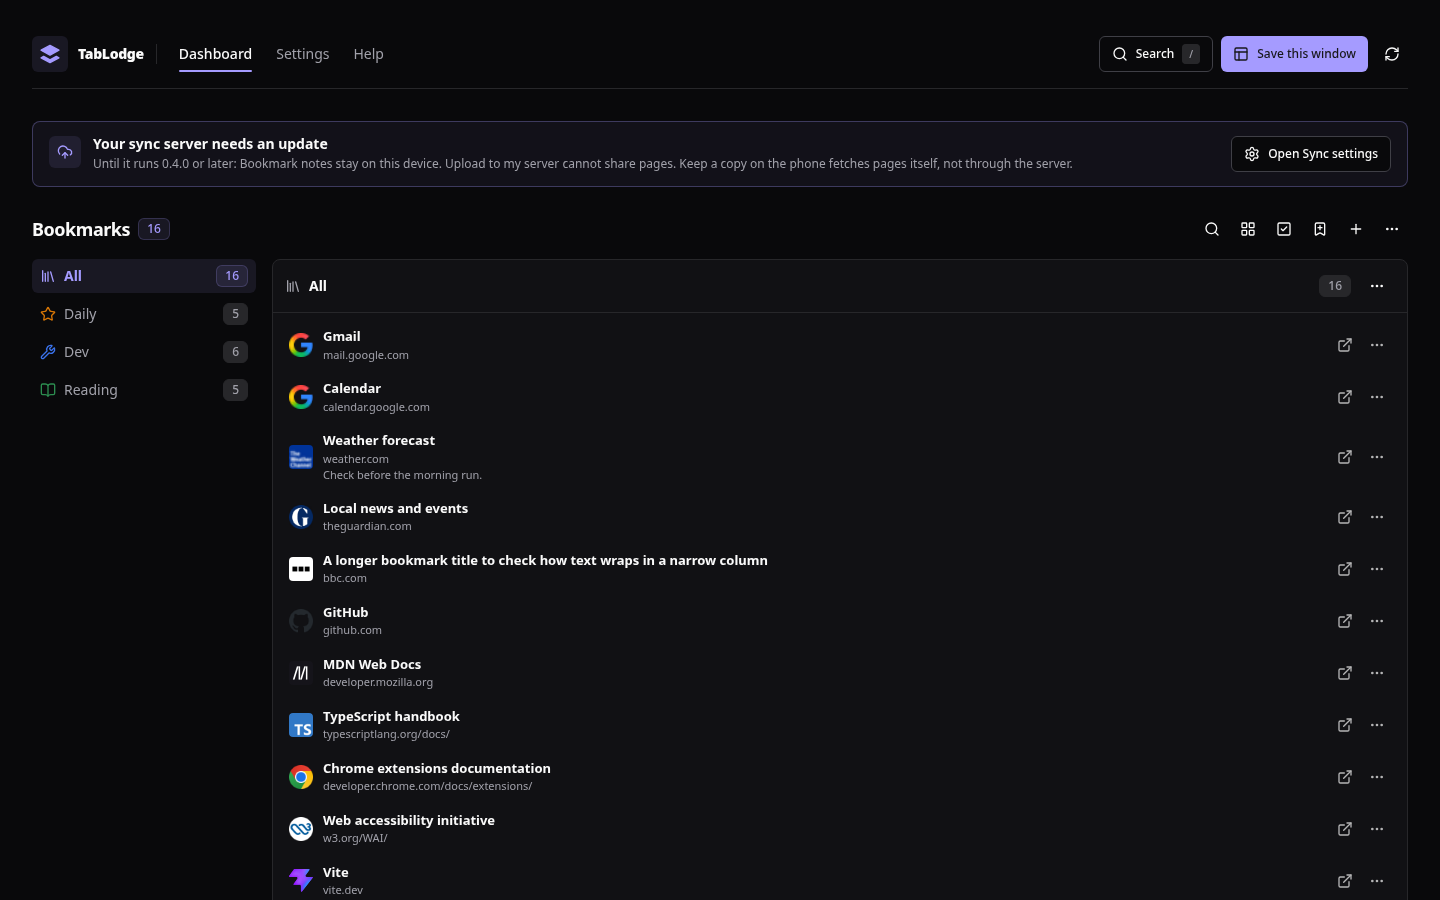 TabLodge
Dashboard
Settings
Help
Search /
Save this window
Your sync server needs an update
Until it runs 0.4.0 or later: Bookmark notes stay on this device. Upload to my server cannot share pages. Keep a copy on the phone fetches pages itself, not through the server.
Open Sync settings
Bookmarks 16
All 16
Daily 5
Dev 6
Reading 5
All 16
Gmail
mail.google.com
Calendar
calendar.google.com
The Weather Channel
Weather forecast
weather.com
Check before the morning run.
Local news and events
theguardian.com
A longer bookmark title to check how text wraps in a narrow column
bbc.com
GitHub
github.com
MDN Web Docs
developer.mozilla.org
TS
TypeScript handbook
typescriptlang.org/docs/
Chrome extensions documentation
developer.chrome.com/docs/extensions/
Web accessibility initiative
w3.org/WAI/
Vite
vite.dev